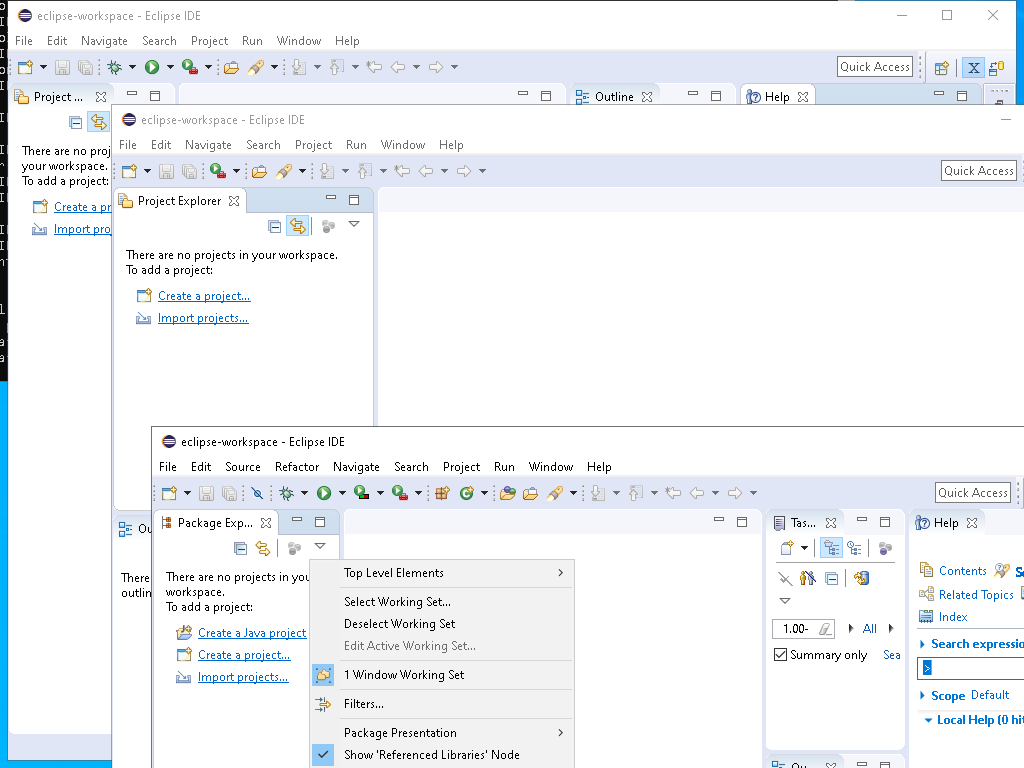 eclipse-workspace - Eclipse IDE
File Edit Navigate Search Project Run Window Help
Quick Access
X
Project ...
Outline
Help
There are no proj
your workspace.
To add a project:
Create a pr
Import pro
eclipse-workspace - Eclipse IDE
File Edit Navigate Search Project Run Window Help
Quick Access
Project Explorer
There are no projects in your workspace.
To add a project:
Create a project...
Import projects...
Ou
There
outlin
eclipse-workspace - Eclipse IDE
File Edit Source Refactor Navigate Search Project Run Window Help
Quick Access
Package Exp...
There are no projects in you
workspace.
To add a project:
Create a Java project
Create a project...
Import projects...
Top Level Elements
Select Working Set...
Deselect Working Set
Edit Active Working Set...
1 Window Working Set
Filters...
Package Presentation
Show 'Referenced Libraries' Node
Tas...
1.00-
All
Summary only
Sea
Ou
Help
Contents
Related Topics
Index
Search expressio
>
Scope Default
Local Help (0 hit